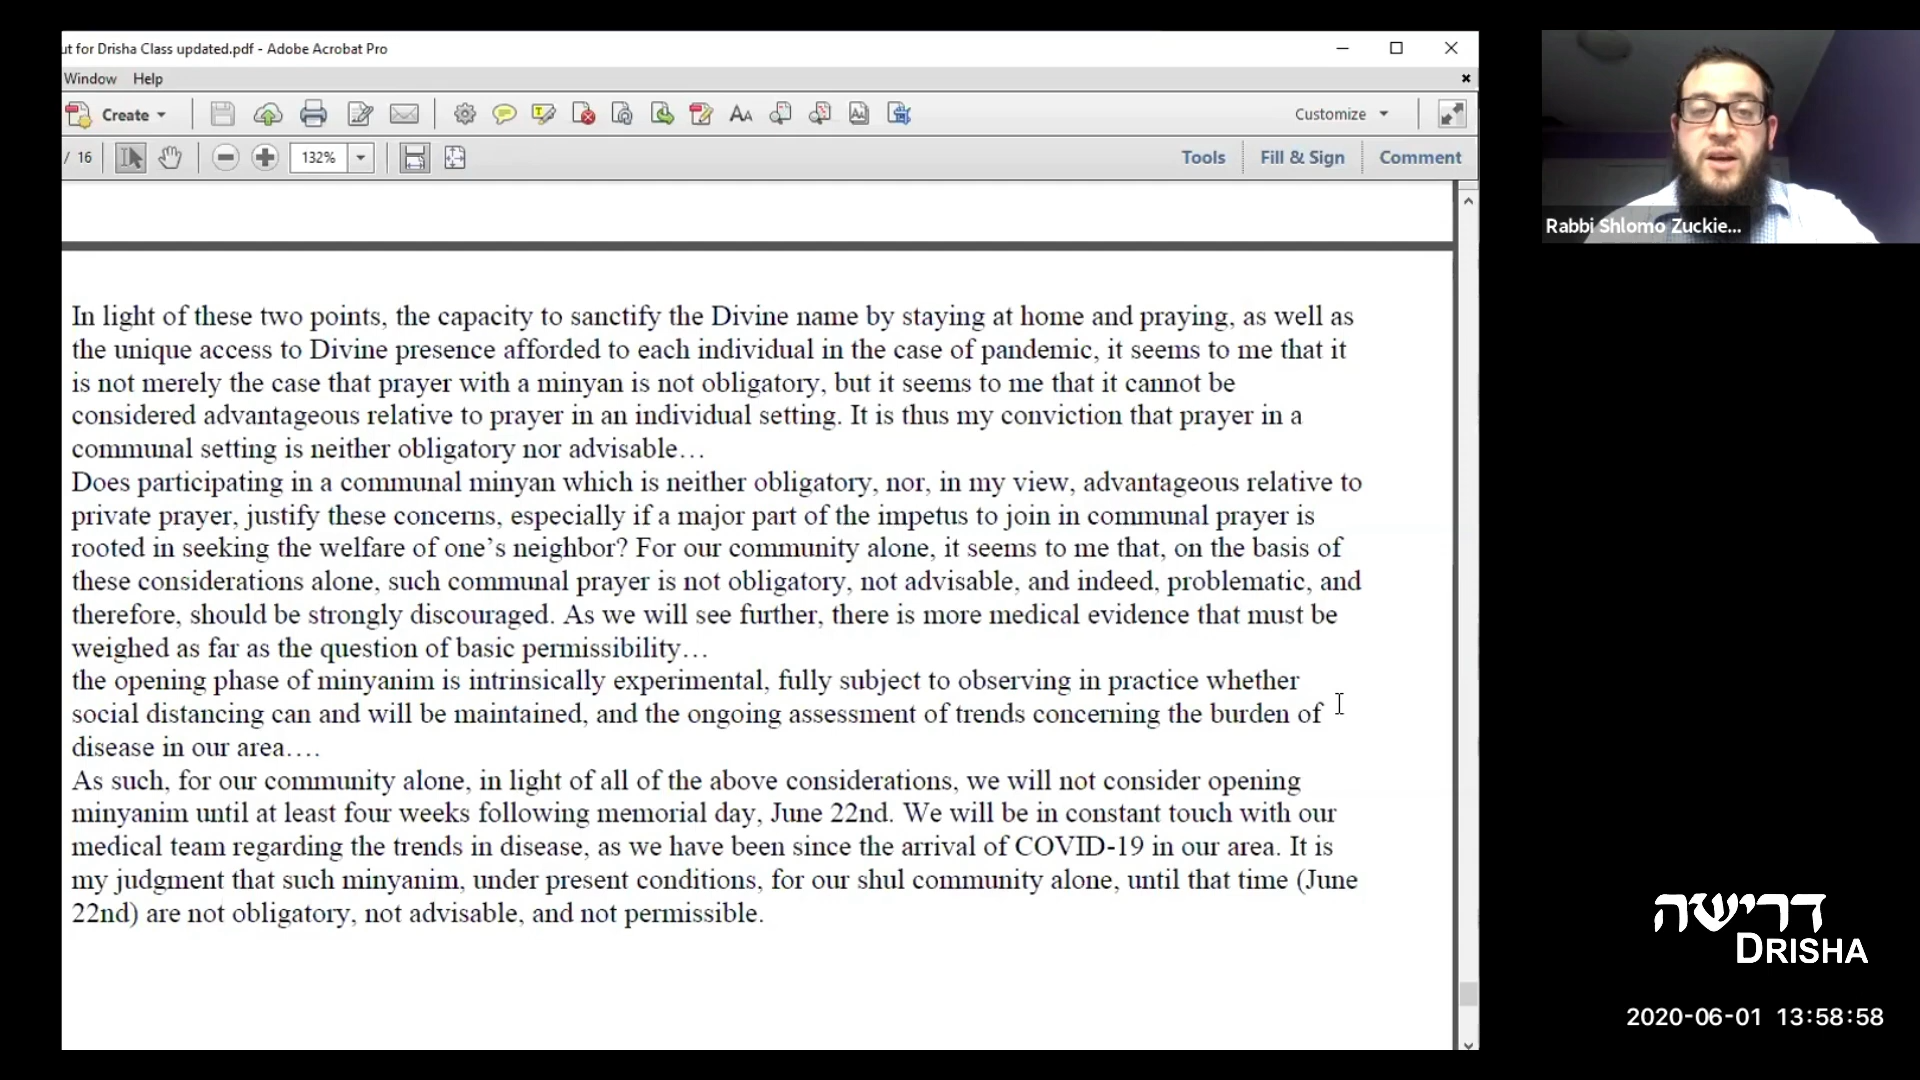 ut for Drisha Class updated.pdf - Adobe Acrobat Pro
Window Help
Create
Customize
/ 16
132%
Tools
Fill & Sign
Comment
In light of these two points, the capacity to sanctify the Divine name by staying at home and praying, as well as
the unique access to Divine presence afforded to each individual in the case of pandemic, it seems to me that it
is not merely the case that prayer with a minyan is not obligatory, but it seems to me that it cannot be
considered advantageous relative to prayer in an individual setting. It is thus my conviction that prayer in a
communal setting is neither obligatory nor advisable…
Does participating in a communal minyan which is neither obligatory, nor, in my view, advantageous relative to
private prayer, justify these concerns, especially if a major part of the impetus to join in communal prayer is
rooted in seeking the welfare of one’s neighbor? For our community alone, it seems to me that, on the basis of
these considerations alone, such communal prayer is not obligatory, not advisable, and indeed, problematic, and
therefore, should be strongly discouraged. As we will see further, there is more medical evidence that must be
weighed as far as the question of basic permissibility…
the opening phase of minyanim is intrinsically experimental, fully subject to observing in practice whether
social distancing can and will be maintained, and the ongoing assessment of trends concerning the burden of
disease in our area….
As such, for our community alone, in light of all of the above considerations, we will not consider opening
minyanim until at least four weeks following memorial day, June 22nd. We will be in constant touch with our
medical team regarding the trends in disease, as we have been since the arrival of COVID-19 in our area. It is
my judgment that such minyanim, under present conditions, for our shul community alone, until that time (June
22nd) are not obligatory, not advisable, and not permissible.
Rabbi Shlomo Zuckie...
דרישה
DRISHA
2020-06-01 13:58:58